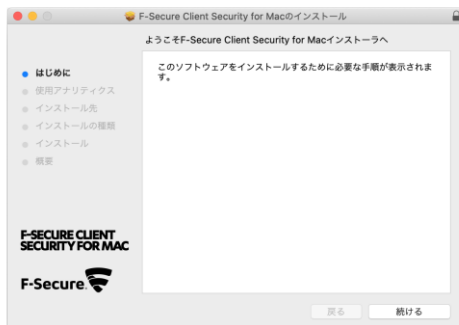 F-Secure Client Security for Macのインストール
ようこそF-Secure Client Security for Macインストーラへ
はじめに
使用アナリティクス
インストール先
インストールの種類
インストール
概要
このソフトウェアをインストールするために必要な手順が表示されま
す。
F-SECURE CLIENT
SECURITY FOR MAC
F-Secure.
戻る
続ける